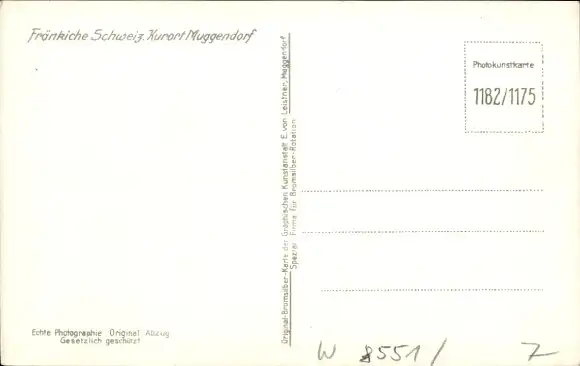 Fränkiche Schweiz. Kurort Muggendorf
Photokunstkarte
1182/1175
Original-Bromsilber-Karte der Graphischen Kunstanstalt E. von Leistner, Muggendorf
Spezial Firma für Bromsilber-Rotation
Echte Photographie Original Abzug
Gesetzlich geschützt
W 8551/ 7